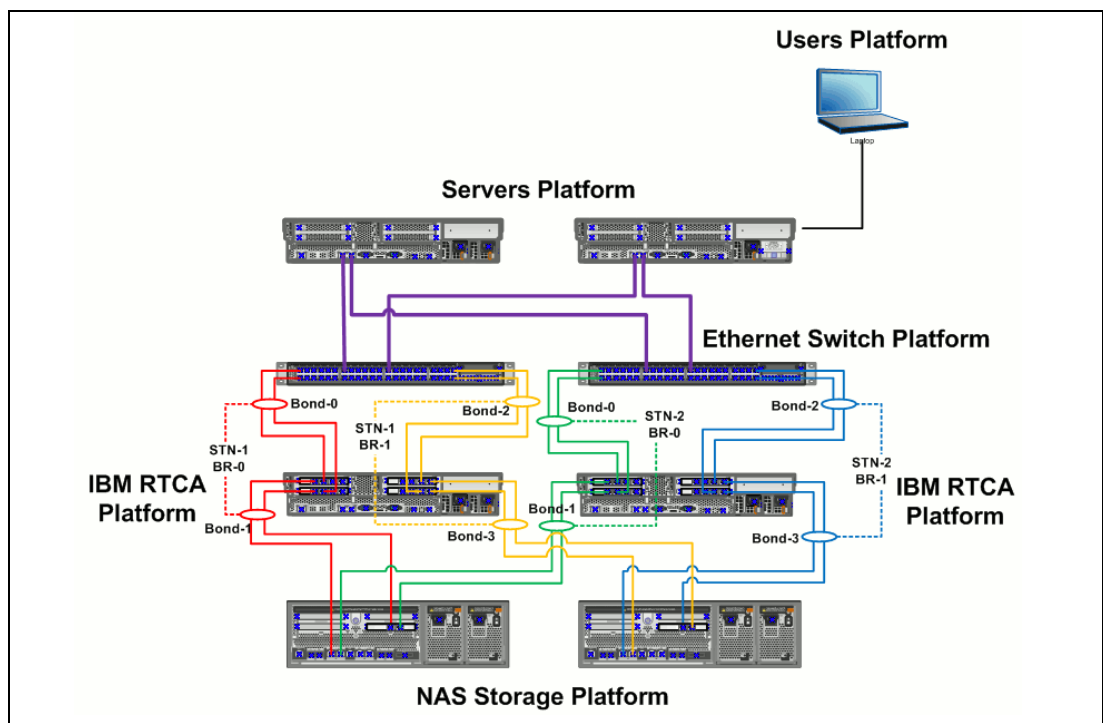 Users Platform
Laptop
Servers Platform
Ethernet Switch Platform
Bond-0
Bond-2
Bond-0
Bond-2
STN-1
BR-0
STN-1
BR-1
STN-2
BR-0
STN-2
BR-1
IBM RTCA
Platform
IBM RTCA
Platform
Bond-1
Bond-3
Bond-1
Bond-3
NAS Storage Platform